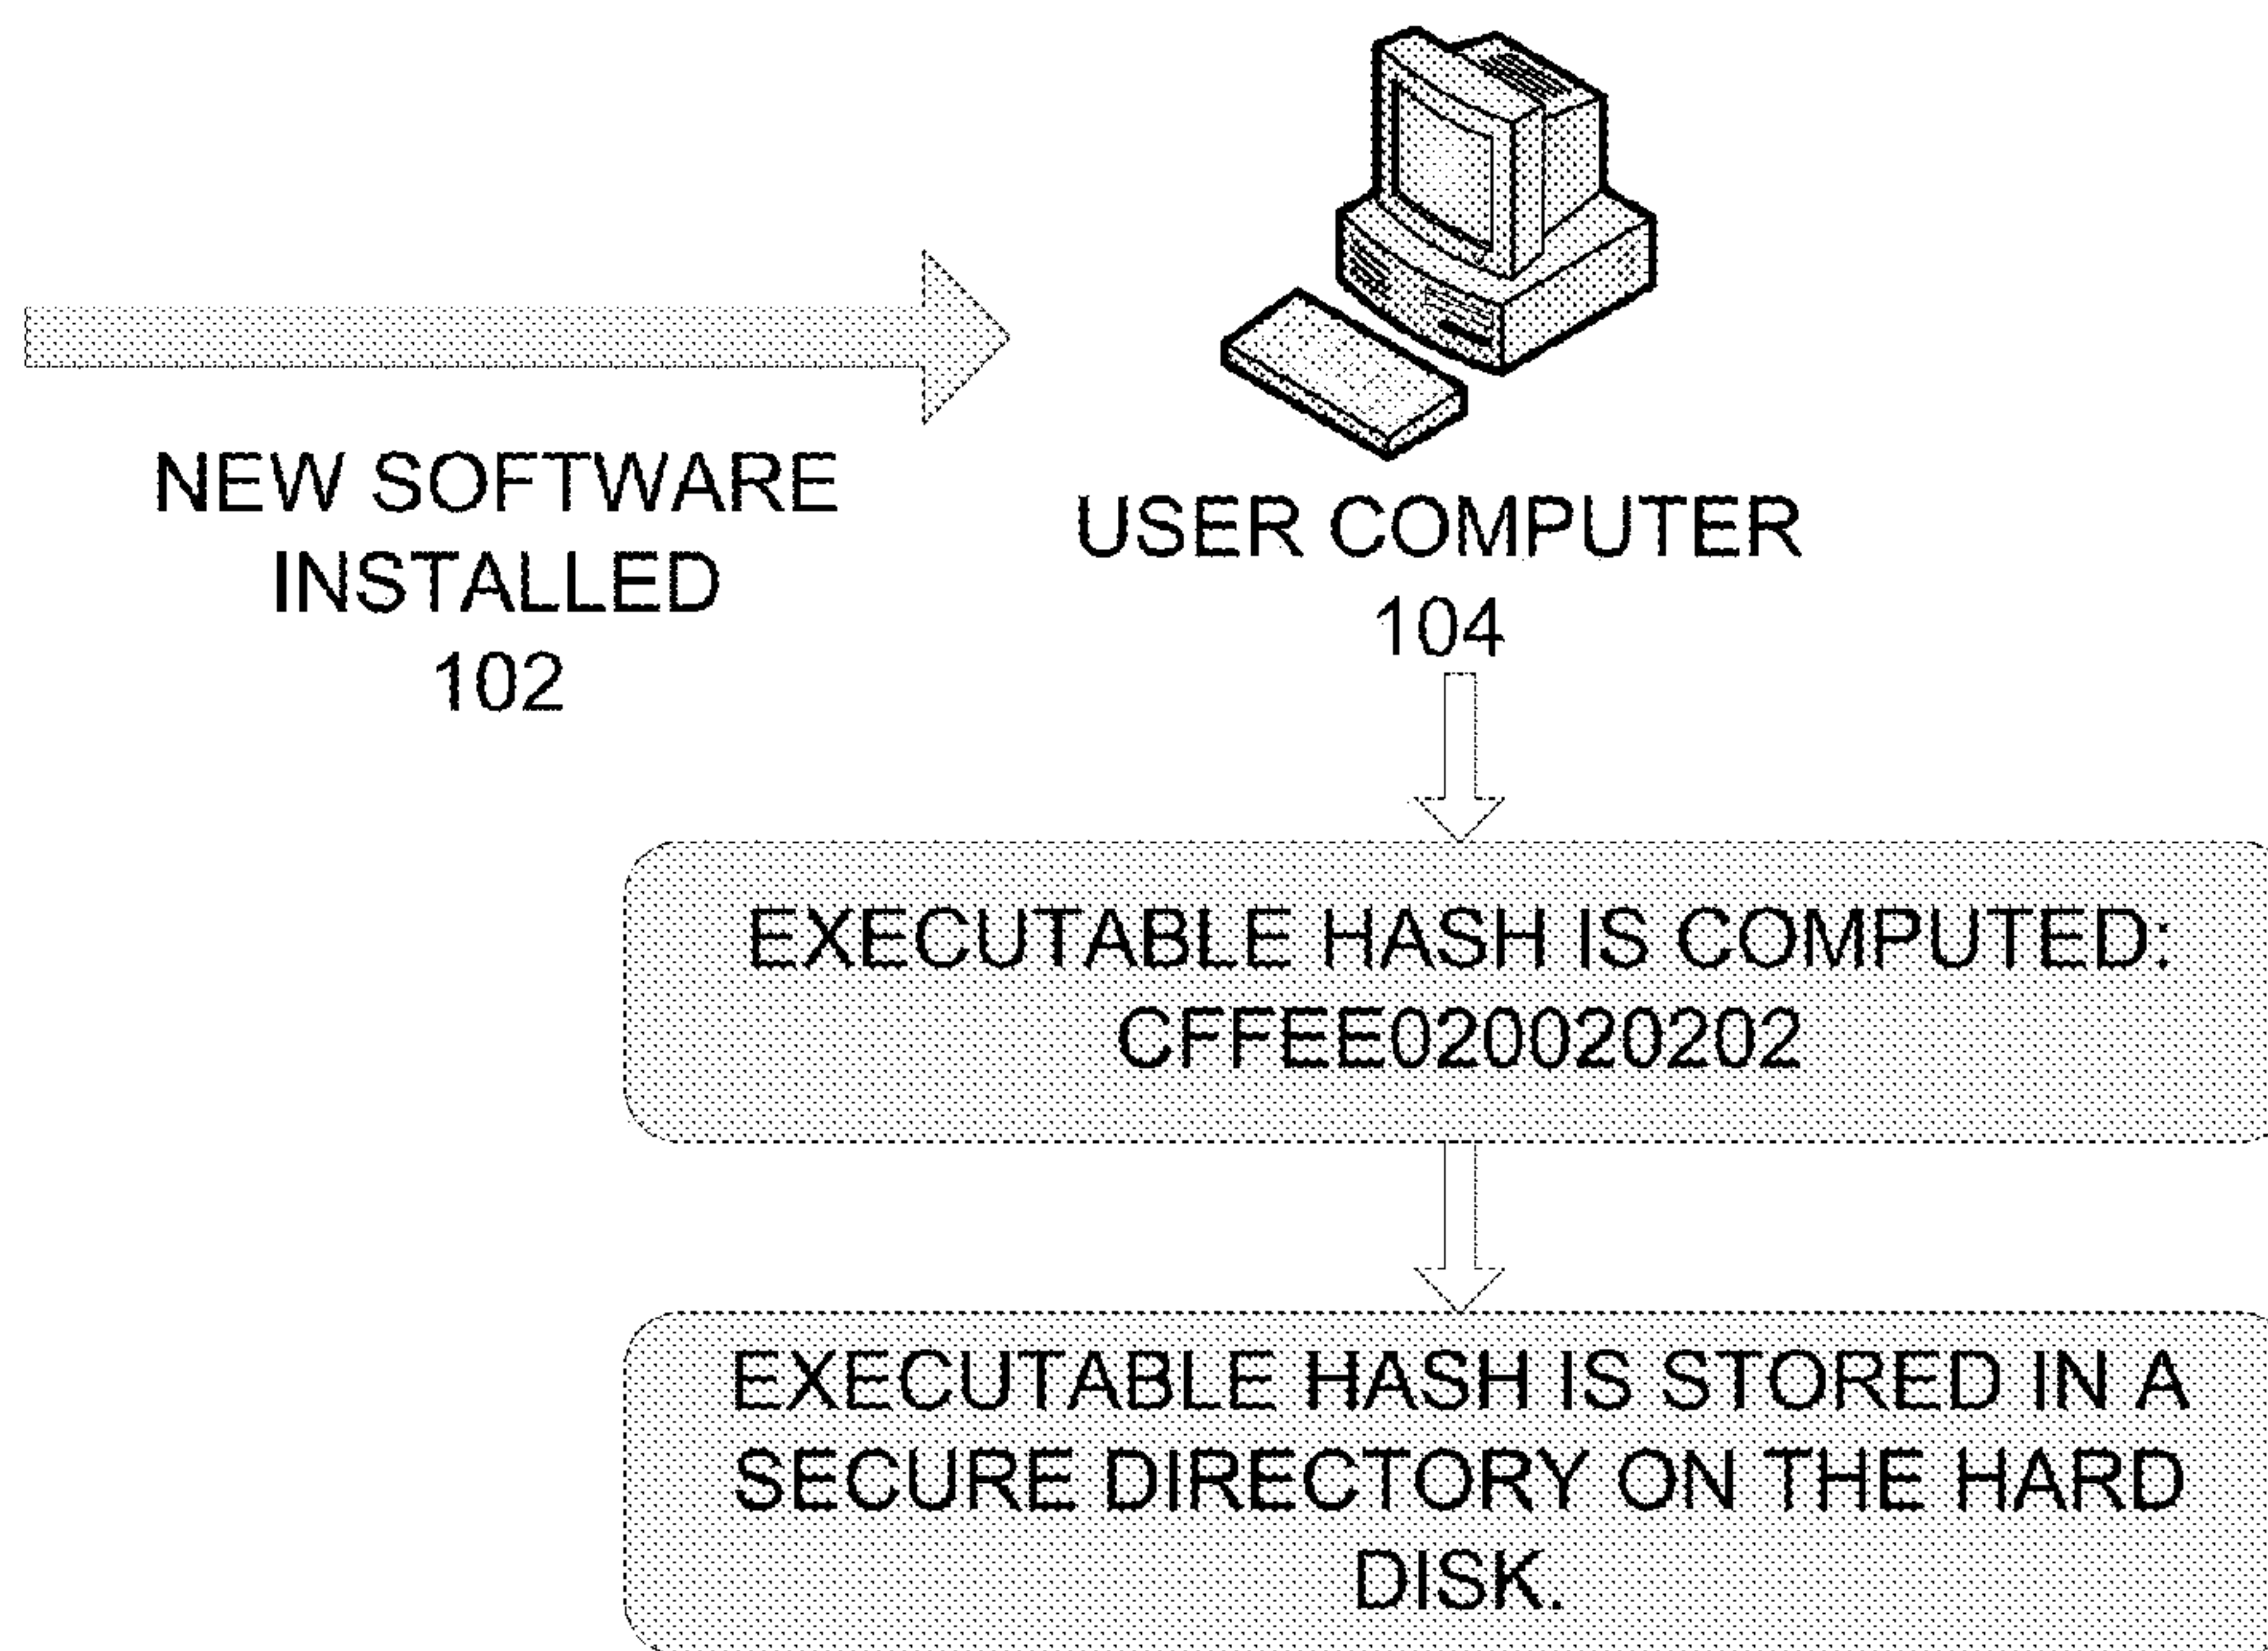 NEW SOFTWARE
INSTALLED
102
USER COMPUTER
104
EXECUTABLE HASH IS COMPUTED:
CFFEE020020202
EXECUTABLE HASH IS STORED IN A
SECURE DIRECTORY ON THE HARD
DISK.